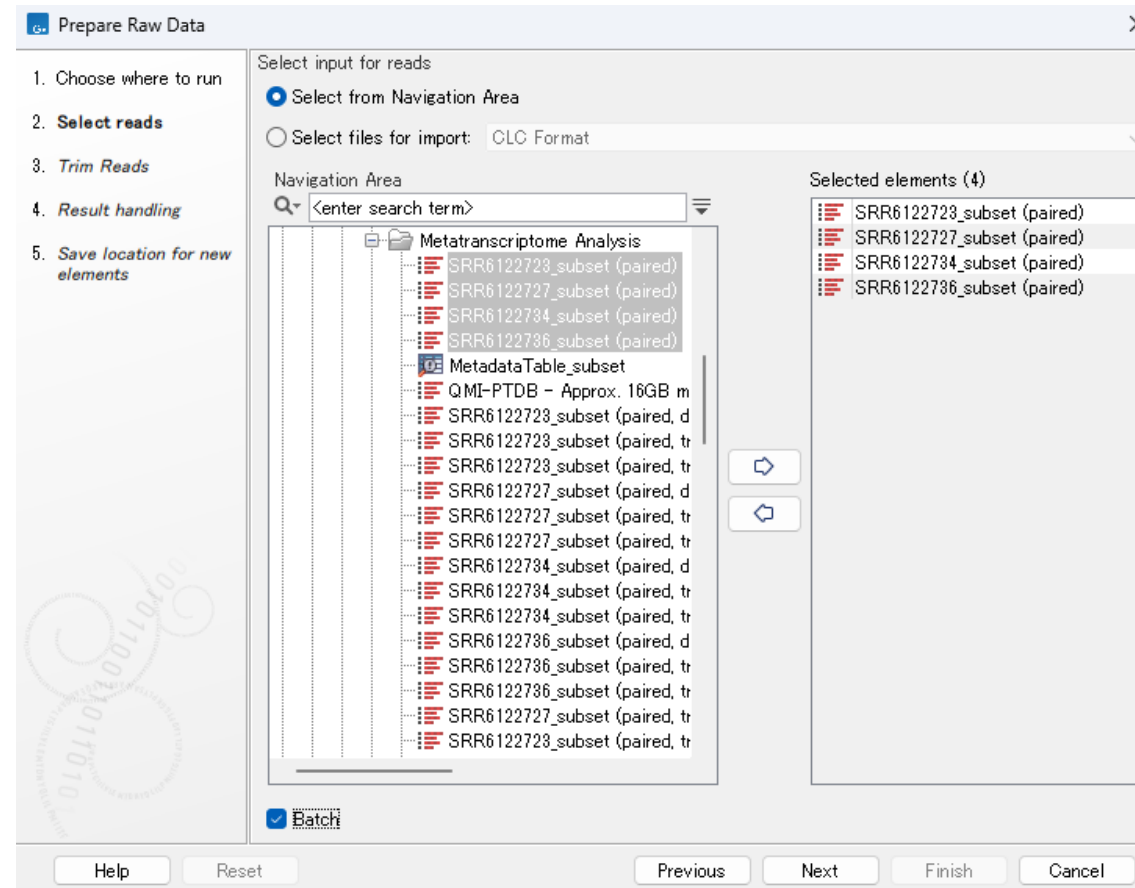 G.
Prepare Raw Data
1. Choose where to run
2. Select reads
3. Trim Reads
4. Result handling
5. Save location for new
elements
Select input for reads
Select from Navigation Area
Select files for import: CLC Format
Navigation Area
<enter search term>
Metatranscriptome Analysis
SRR6122723_subset (paired)
SRR6122727_subset (paired)
SRR6122734_subset (paired)
SRR6122736_subset (paired)
MetadataTable_subset
QMI-PTDB - Approx. 16GB m
SRR6122723_subset (paired, d
SRR6122723_subset (paired, tr
SRR6122723_subset (paired, tr
SRR6122727_subset (paired, d
SRR6122727_subset (paired, tr
SRR6122727_subset (paired, tr
SRR6122734_subset (paired, d
SRR6122734_subset (paired, tr
SRR6122734_subset (paired, tr
SRR6122736_subset (paired, d
SRR6122736_subset (paired, tr
SRR6122736_subset (paired, tr
SRR6122727_subset (paired, tr
SRR6122723_subset (paired, tr
Selected elements (4)
SRR6122723_subset (paired)
SRR6122727_subset (paired)
SRR6122734_subset (paired)
SRR6122736_subset (paired)
Batch
Help
Reset
Previous
Next
Finish
Cancel